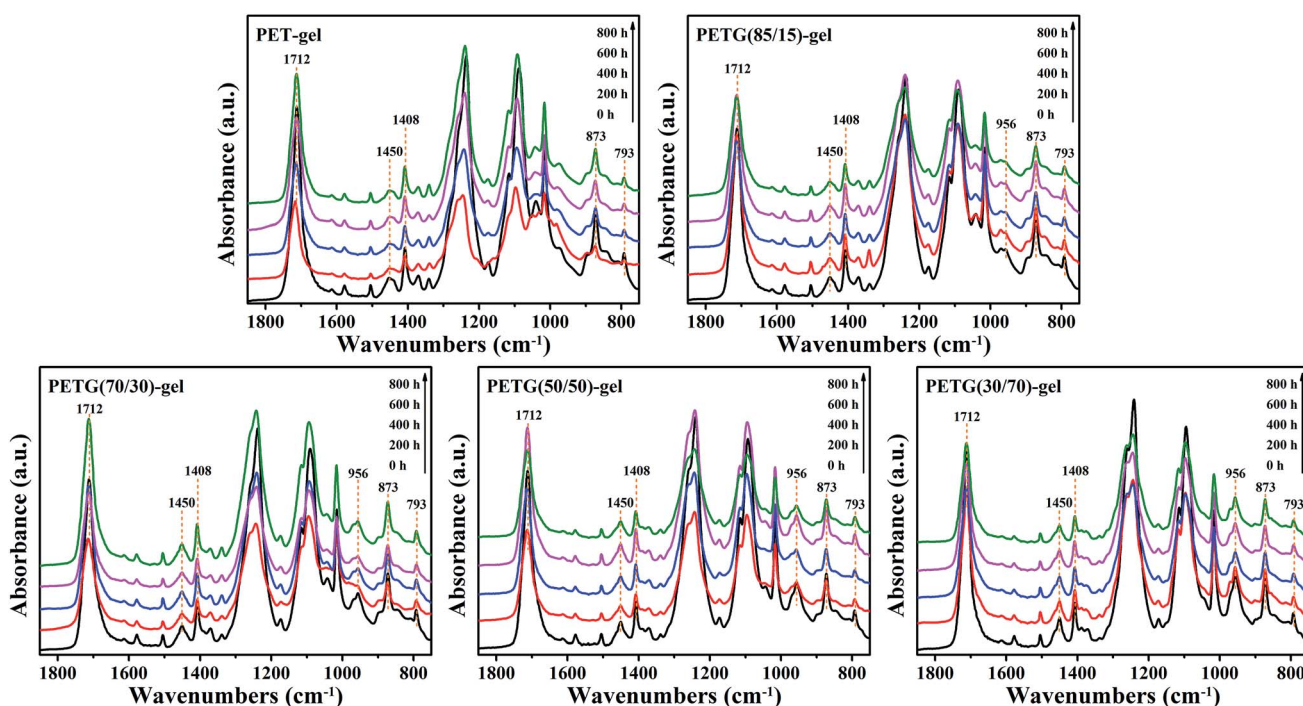 PET-gel
800 h
600 h
400 h
200 h
0 h
1712
1450
1408
873
793
Absorbance (a.u.)
1800 1600 1400 1200 1000 800
Wavenumbers (cm-1)
PETG(85/15)-gel
800 h
600 h
400 h
200 h
0 h
1712
1450
1408
956
873
793
Absorbance (a.u.)
1800 1600 1400 1200 1000 800
Wavenumbers (cm-1)
PETG(70/30)-gel
800 h
600 h
400 h
200 h
0 h
1712
1450
1408
956
873
793
Absorbance (a.u.)
1800 1600 1400 1200 1000 800
Wavenumbers (cm-1)
PETG(50/50)-gel
800 h
600 h
400 h
200 h
0 h
1712
1450
1408
956
873
793
Absorbance (a.u.)
1800 1600 1400 1200 1000 800
Wavenumbers (cm-1)
PETG(30/70)-gel
800 h
600 h
400 h
200 h
0 h
1712
1450
1408
956
873
793
Absorbance (a.u.)
1800 1600 1400 1200 1000 800
Wavenumbers (cm-1)